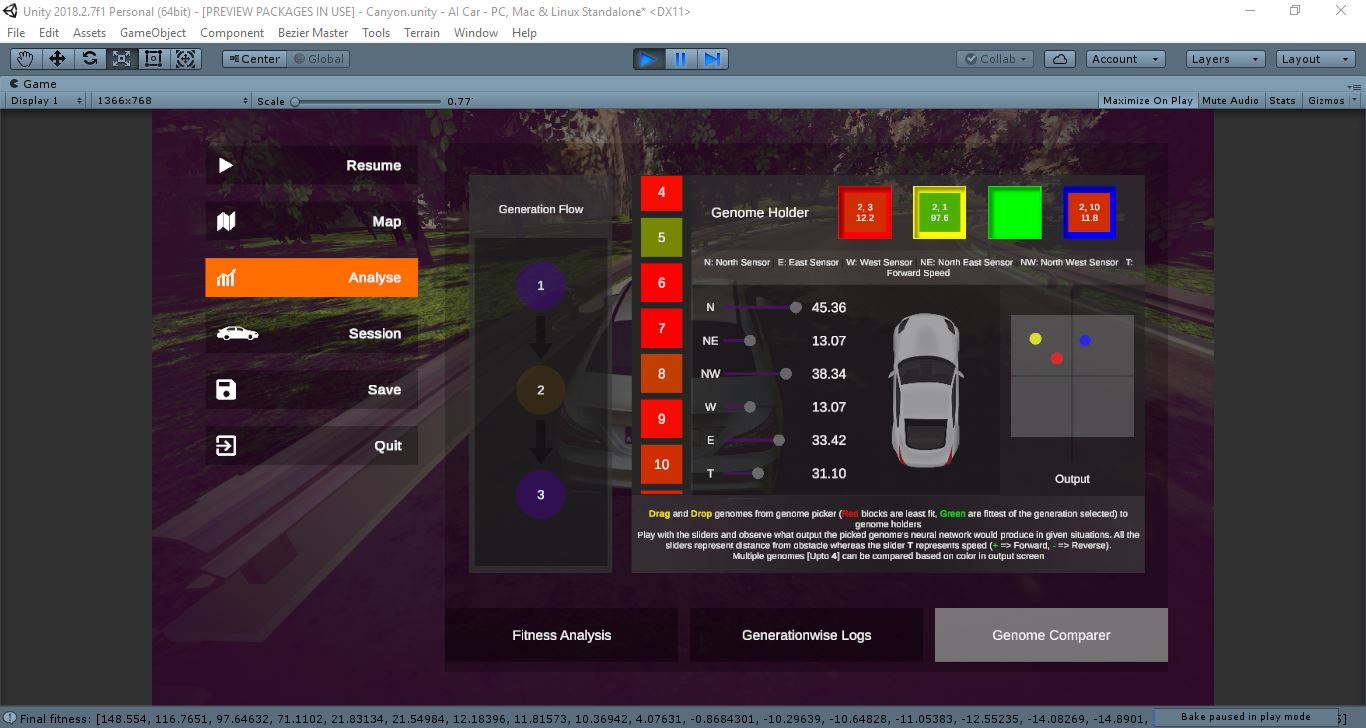 Unity 2018.2.7f1 Personal (64bit) - [PREVIEW PACKAGES IN USE] - Canyon.unity - AI Car - PC, Mac & Linux Standalone* <DX11>
File Edit Assets GameObject Component Bezier Master Tools Terrain Window Help
Center Global Collab Account Layers Layout
Game
Display 1 1366x768 Scale 0.77 Maximize On Play Mute Audio Stats Gizmos
Resume
Map
Analyse
Session
Save
Quit
Generation Flow
1
2
3
4
5
6
7
8
9
10
Genome Holder
2, 3
12.2
2, 1
97.6
2, 10
11.8
N: North Sensor E: East Sensor W: West Sensor NE: North East Sensor NW: North West Sensor T:
Forward Speed
N 45.36
NE 13.07
NW 38.34
W 13.07
E 33.42
T 31.10
Output
Drag and Drop genomes from genome picker (Red blocks are least fit, Green are fittest of the generation selected) to
genome holders
Play with the sliders and observe what output the picked genome's neural network would produce in given situations. All the
sliders represent distance from obstacle whereas the slider T represents speed (+ => Forward, - => Reverse).
Multiple genomes [Upto 4] can be compared based on color in output screen
Fitness Analysis
Generationwise Logs
Genome Comparer
Final fitness: [148.554, 116.7651, 97.64632, 71.1102, 21.83134, 21.54984, 12.18396, 11.81573, 10.36942, 4.07631, -0.8684301, -10.29639, -10.64828, -11.05383, -12.55235, -14.08269, -14.8901,
Bake paused in play mode